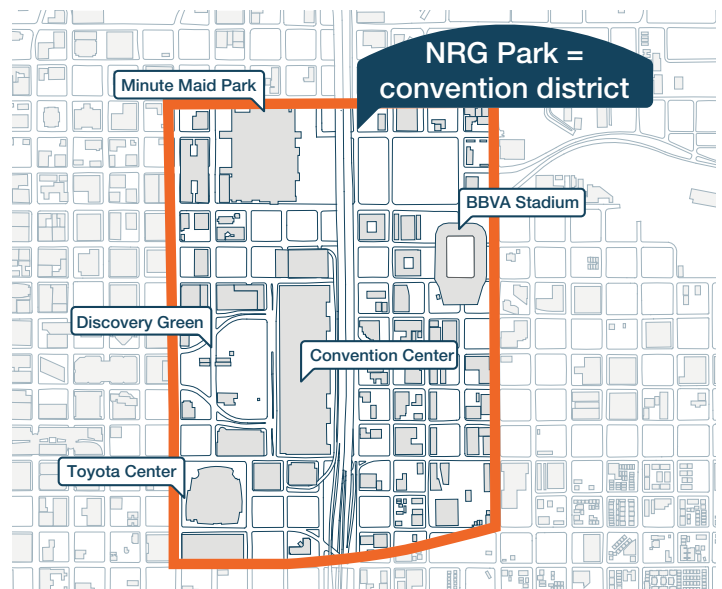 NRG Park =
convention district
Minute Maid Park
BBVA Stadium
Discovery Green
Convention Center
Toyota Center